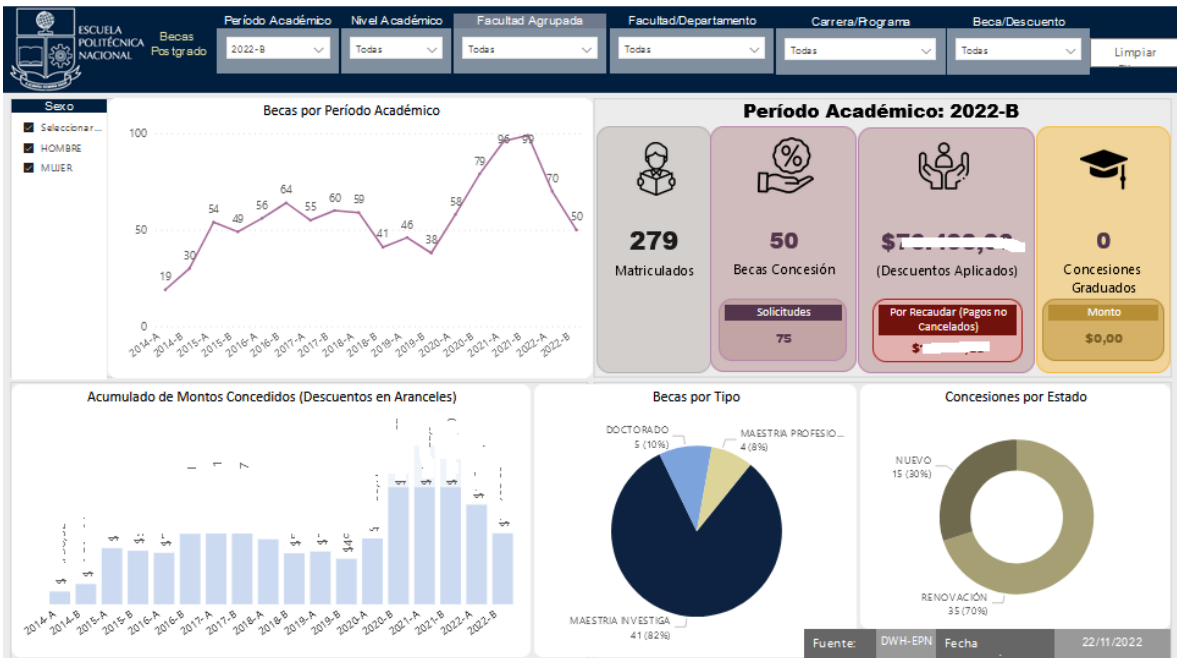 ESCUELA
POLITÉCNICA
NACIONAL
Becas
Postgrado
Período Académico
2022-B
Nivel Académico
Todas
Facultad Agrupada
Todas
Facultad/Departamento
Todas
Carrera/Programa
Todas
Beca/Descuento
Todas
Limpiar
Sexo
Seleccionar...
HOMBRE
MUJER
Becas por Período Académico
100
50
0
19
30
54
49
56
64
55
60
59
41
46
38
58
79
96
99
70
50
2014-A
2014-B
2015-A
2015-B
2016-A
2016-B
2017-A
2017-B
2018-A
2018-B
2019-A
2019-B
2020-A
2020-B
2021-A
2021-B
2022-A
2022-B
Período Académico: 2022-B
279
Matriculados
50
Becas Concesión
Solicitudes
75
(Descuentos Aplicados)
Por Recaudar (Pagos no
Cancelados)
0
Concesiones
Graduados
Monto
$0,00
Acumulado de Montos Concedidos (Descuentos en Aranceles)
2014-A
2014-B
2015-A
2015-B
2016-A
2016-B
2017-A
2017-B
2018-A
2018-B
2019-A
2019-B
2020-A
2020-B
2021-A
2021-B
2022-A
2022-B
Becas por Tipo
DOCTORADO
5 (10%)
MAESTRIA PROFESIO...
4 (8%)
MAESTRIA INVESTIGA
41 (82%)
Concesiones por Estado
NUEVO
15 (30%)
RENOVACIÓN
35 (70%)
Fuente:
DWH-EPN
Fecha
22/11/2022